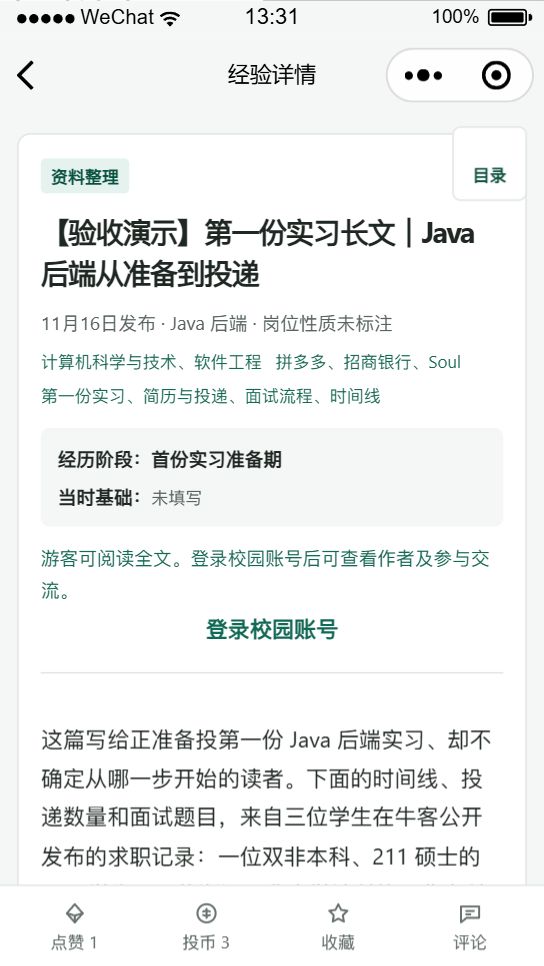 WeChat 13:31 100%
经验详情
资料整理
目录
【验收演示】第一份实习长文｜Java
后端从准备到投递
11月16日发布 · Java 后端 · 岗位性质未标注
计算机科学与技术、软件工程 拼多多、招商银行、Soul
第一份实习、简历与投递、面试流程、时间线
经历阶段：首份实习准备期
当时基础：未填写
游客可阅读全文。登录校园账号后可查看作者及参与交
流。
登录校园账号
这篇写给正准备投第一份 Java 后端实习、却不
确定从哪一步开始的读者。下面的时间线、投
递数量和面试题目，来自三位学生在牛客公开
发布的求职记录：一位双非本科、211 硕士的
点赞 1 投币 3 收藏 评论